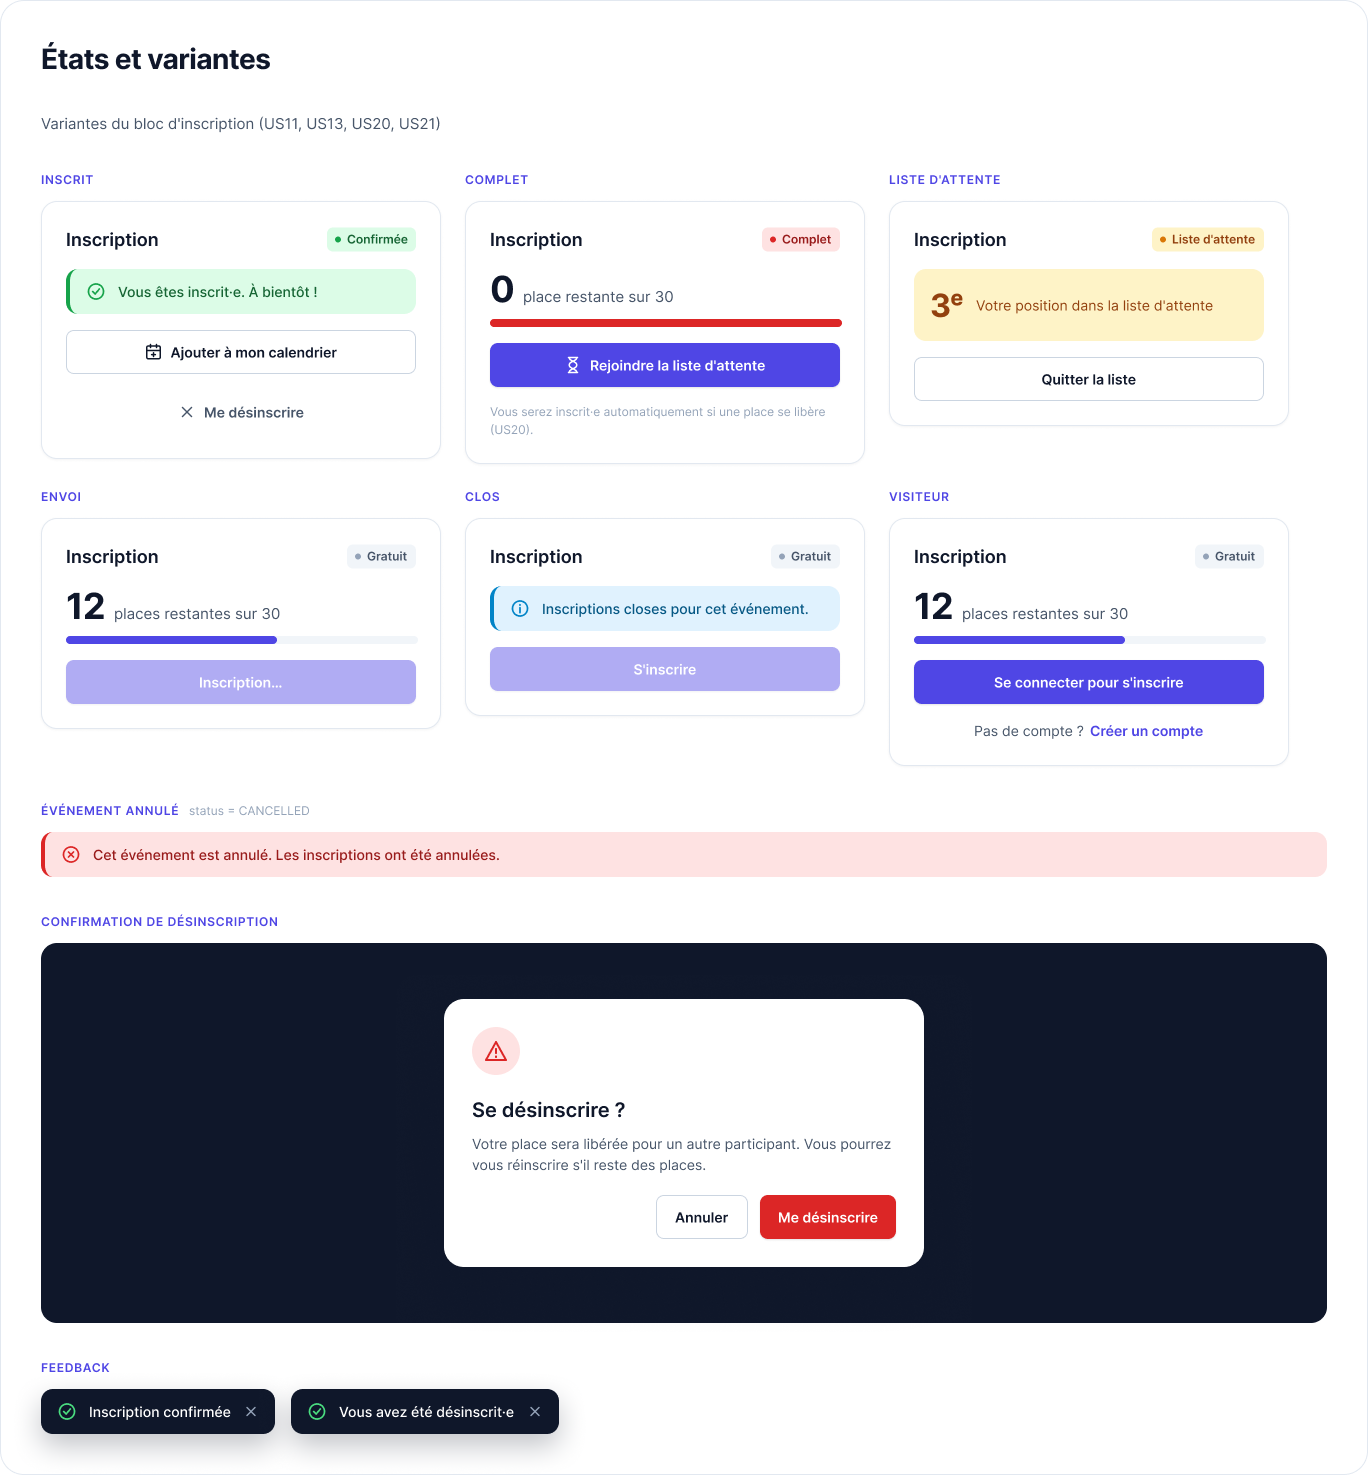 États et variantes
Variantes du bloc d'inscription (US11, US13, US20, US21)
INSCRIT
Inscription
Confirmée
Vous êtes inscrit·e. À bientôt !
Ajouter à mon calendrier
Me désinscrire
COMPLET
Inscription
Complet
0 place restante sur 30
Rejoindre la liste d'attente
Vous serez inscrit·e automatiquement si une place se libère
(US20).
LISTE D'ATTENTE
Inscription
Liste d'attente
3e Votre position dans la liste d'attente
Quitter la liste
ENVOI
Inscription
Gratuit
12 places restantes sur 30
Inscription...
CLOS
Inscription
Gratuit
Inscriptions closes pour cet événement.
S'inscrire
VISITEUR
Inscription
Gratuit
12 places restantes sur 30
Se connecter pour s'inscrire
Pas de compte ? Créer un compte
ÉVÉNEMENT ANNULÉ status = CANCELLED
Cet événement est annulé. Les inscriptions ont été annulées.
CONFIRMATION DE DÉSINSCRIPTION
Se désinscrire ?
Votre place sera libérée pour un autre participant. Vous pourrez
vous réinscrire s'il reste des places.
Annuler
Me désinscrire
FEEDBACK
Inscription confirmée
Vous avez été désinscrit·e